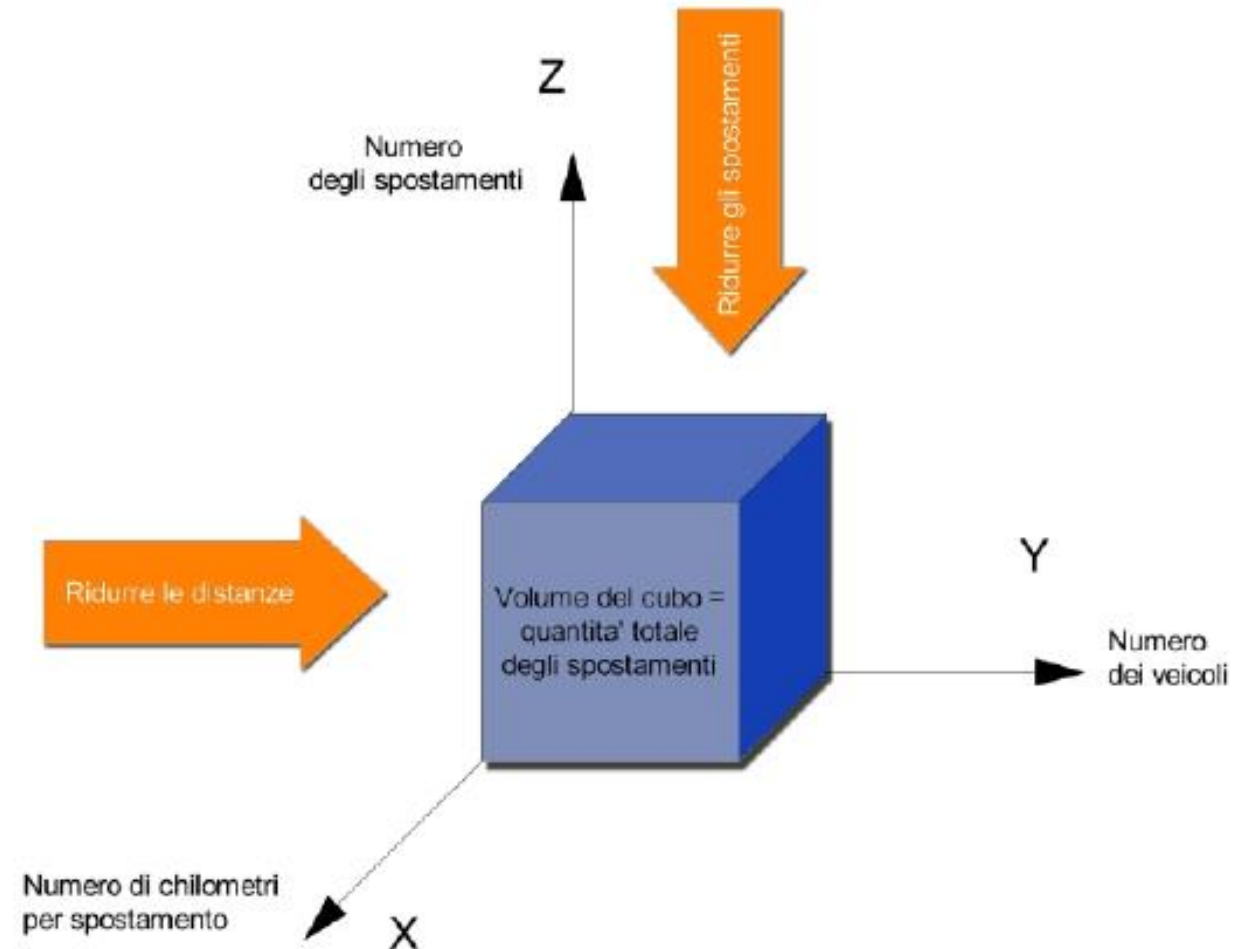 Z
Numero
degli spostamenti
Ridurre gli spostamenti
Ridurre le distanze
Volume del cubo =
quantita' totale
degli spostamenti
Y
Numero
dei veicoli
Numero di chilometri
per spostamento
X